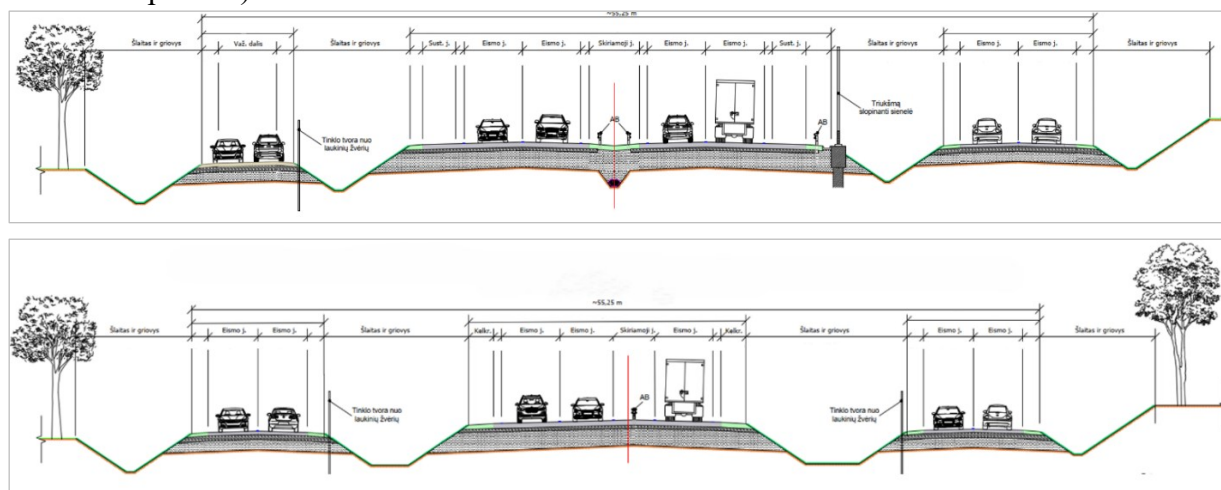 ~55,25 m
Šlaitas ir griovys
Važ. dalis
Šlaitas ir griovys
Sust. j.
Eismo j.
Eismo j.
Skiriamoji j.
Eismo j.
Eismo j.
Sust. j.
Šlaitas ir griovys
Eismo j.
Eismo j.
Šlaitas ir griovys
Triukšmą
slopinanti sienelė
AB
AB
Tinklo tvora nuo
laukinių žvėrių
~55,25 m
Šlaitas ir griovys
Eismo j.
Eismo j.
Šlaitas ir griovys
Kelkr.
Eismo j.
Eismo j.
Skiriamoji j.
Eismo j.
Kelkr.
Šlaitas ir griovys
Eismo j.
Eismo j.
Šlaitas ir griovys
AB
Tinklo tvora nuo
laukinių žvėrių
Tinklo tvora nuo
laukinių žvėrių